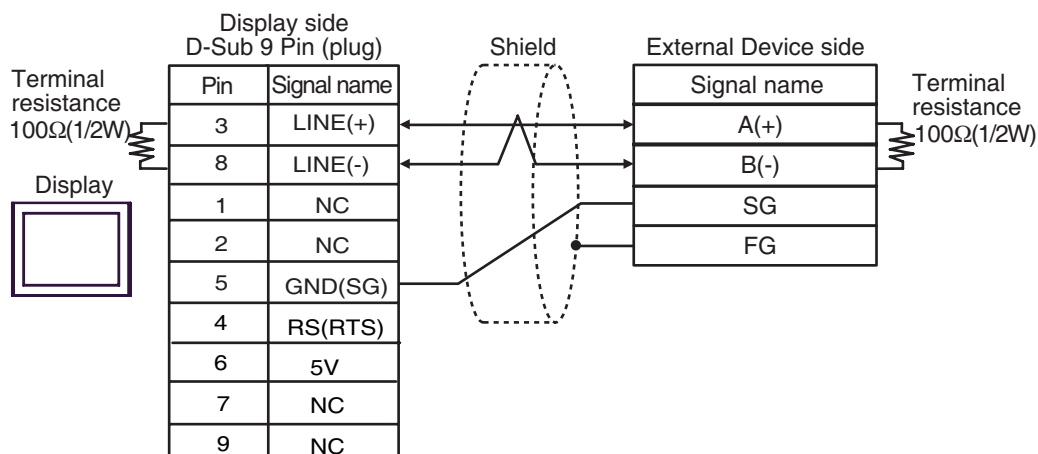 Display side
D-Sub 9 Pin (plug)
Shield
External Device side
Terminal
resistance
100Ω(1/2W)
Display
Pin Signal name
3 LINE(+)
8 LINE(-)
1 NC
2 NC
5 GND(SG)
4 RS(RTS)
6 5V
7 NC
9 NC
Signal name
A(+)
B(-)
SG
FG
Terminal
resistance
100Ω(1/2W)